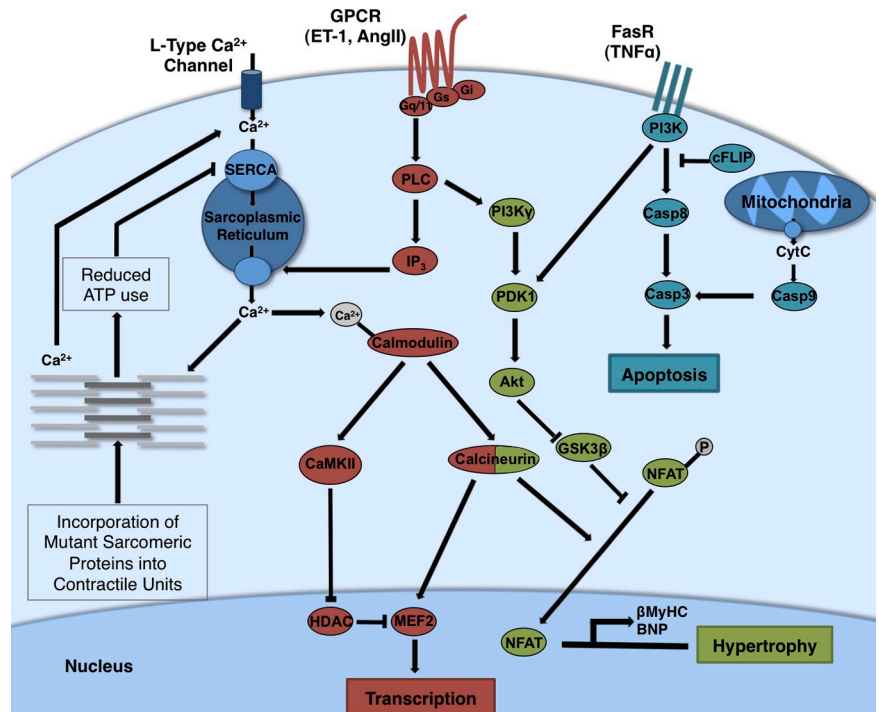 GPCR
(ET-1, AngII)
L-Type Ca²⁺
Channel
FasR
(TNFα)
Gq/11
Gs
Gi
Ca²⁺
PI3K
cFLIP
SERCA
PLC
Mitochondria
PI3Kγ
Casp8
Sarcoplasmic
Reticulum
CytC
IP₃
Reduced
ATP use
PDK1
Casp3
Casp9
Ca²⁺
Ca²⁺
Calmodulin
Ca²⁺
Apoptosis
Akt
CaMKII
Calcineurin
GSK3β
P
NFAT
Incorporation of
Mutant Sarcomeric
Proteins into
Contractile Units
HDAC
MEF2
NFAT
βMyHC
BNP
Hypertrophy
Nucleus
Transcription